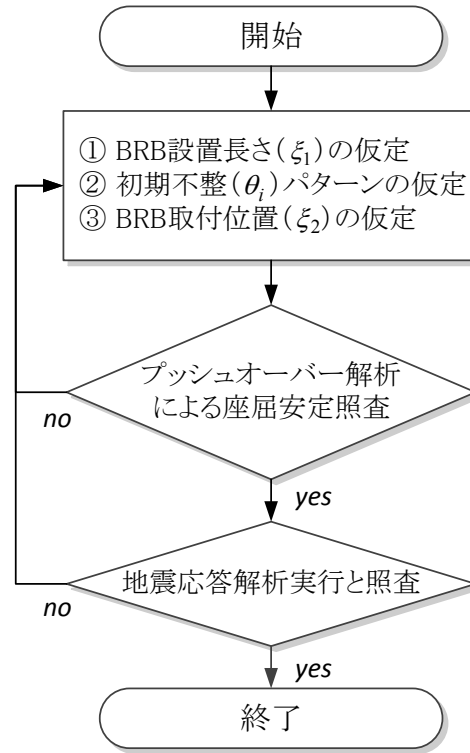 開始
① BRB設置長さ(ξ₁)の仮定
② 初期不整(θᵢ)パターンの仮定
③ BRB取付位置(ξ₂)の仮定
プッシュオーバー解析
による座屈安定照査
no
yes
地震応答解析実行と照査
no
yes
終了